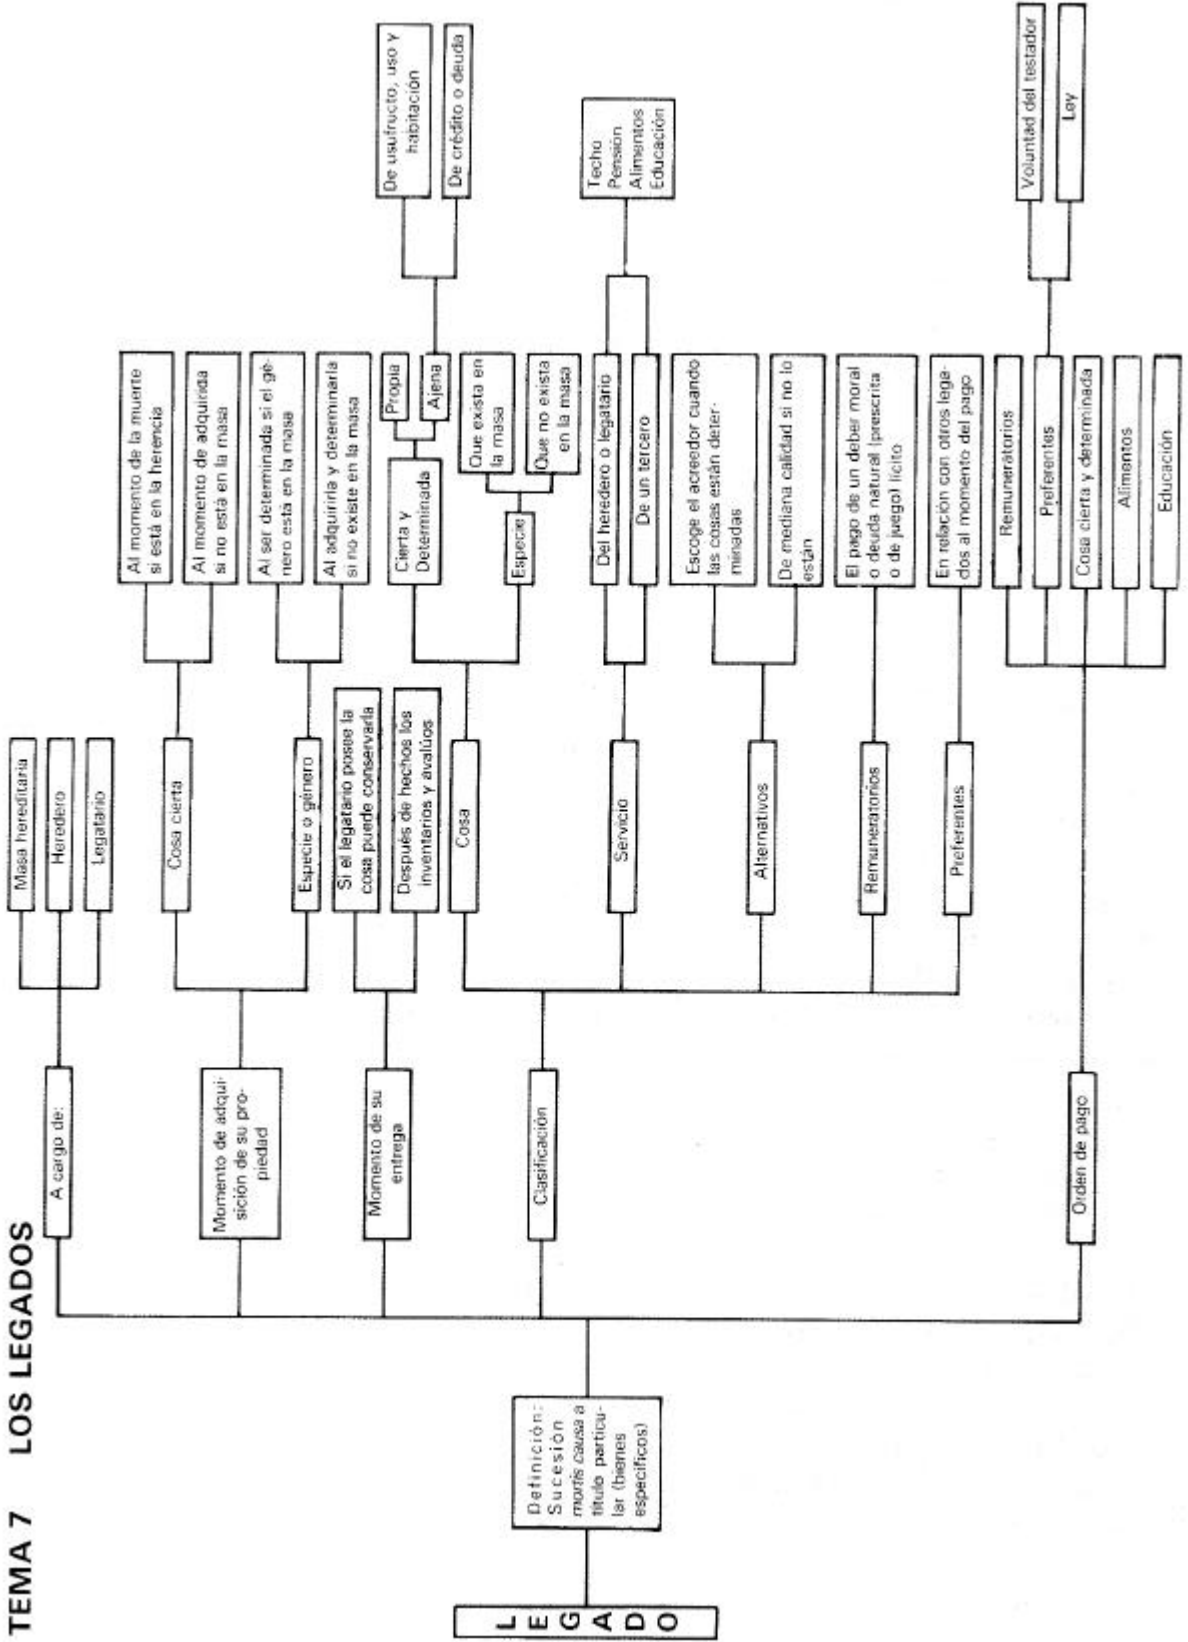 TEMA 7 LOS LEGADOS
LEGADO
Definición:
Sucesión
mortis causa a
título particu-
lar (bienes
específicos)
A cargo de:
Masa hereditaria
Heredero
Legatario
Momento de adqui-
sición de su pro-
piedad
Cosa cierta
Al momento de la muerte
si está en la herencia
Al momento de adquirida
si no está en la masa
Especie o género
Al ser determinada si el gé-
nero está en la masa
Al adquirirla y determinarla
si no existe en la masa
Momento de su
entrega
Si el legatario posee la
cosa puede conservarla
Después de hechos los
inventarios y avalúos
Clasificación
Cosa
Cierta y
Determinada
Propia
Ajena
De usufructo, uso y
habitación
De crédito o deuda
Especie
Que exista en
la masa
Que no exista
en la masa
Servicio
Del heredero o legatario
De un tercero
Techo
Pensión
Alimentos
Educación
Alternativos
Escoge el acreedor cuando
las cosas están deter-
minadas
De mediana calidad si no lo
están
Remuneratorios
El pago de un deber moral
o deuda natural (prescrita
o de juego) lícito
Preferentes
En relación con otros lega-
dos al momento del pago
Orden de pago
Remuneratorios
Preferentes
Voluntad del testador
Ley
Cosa cierta y determinada
Alimentos
Educación